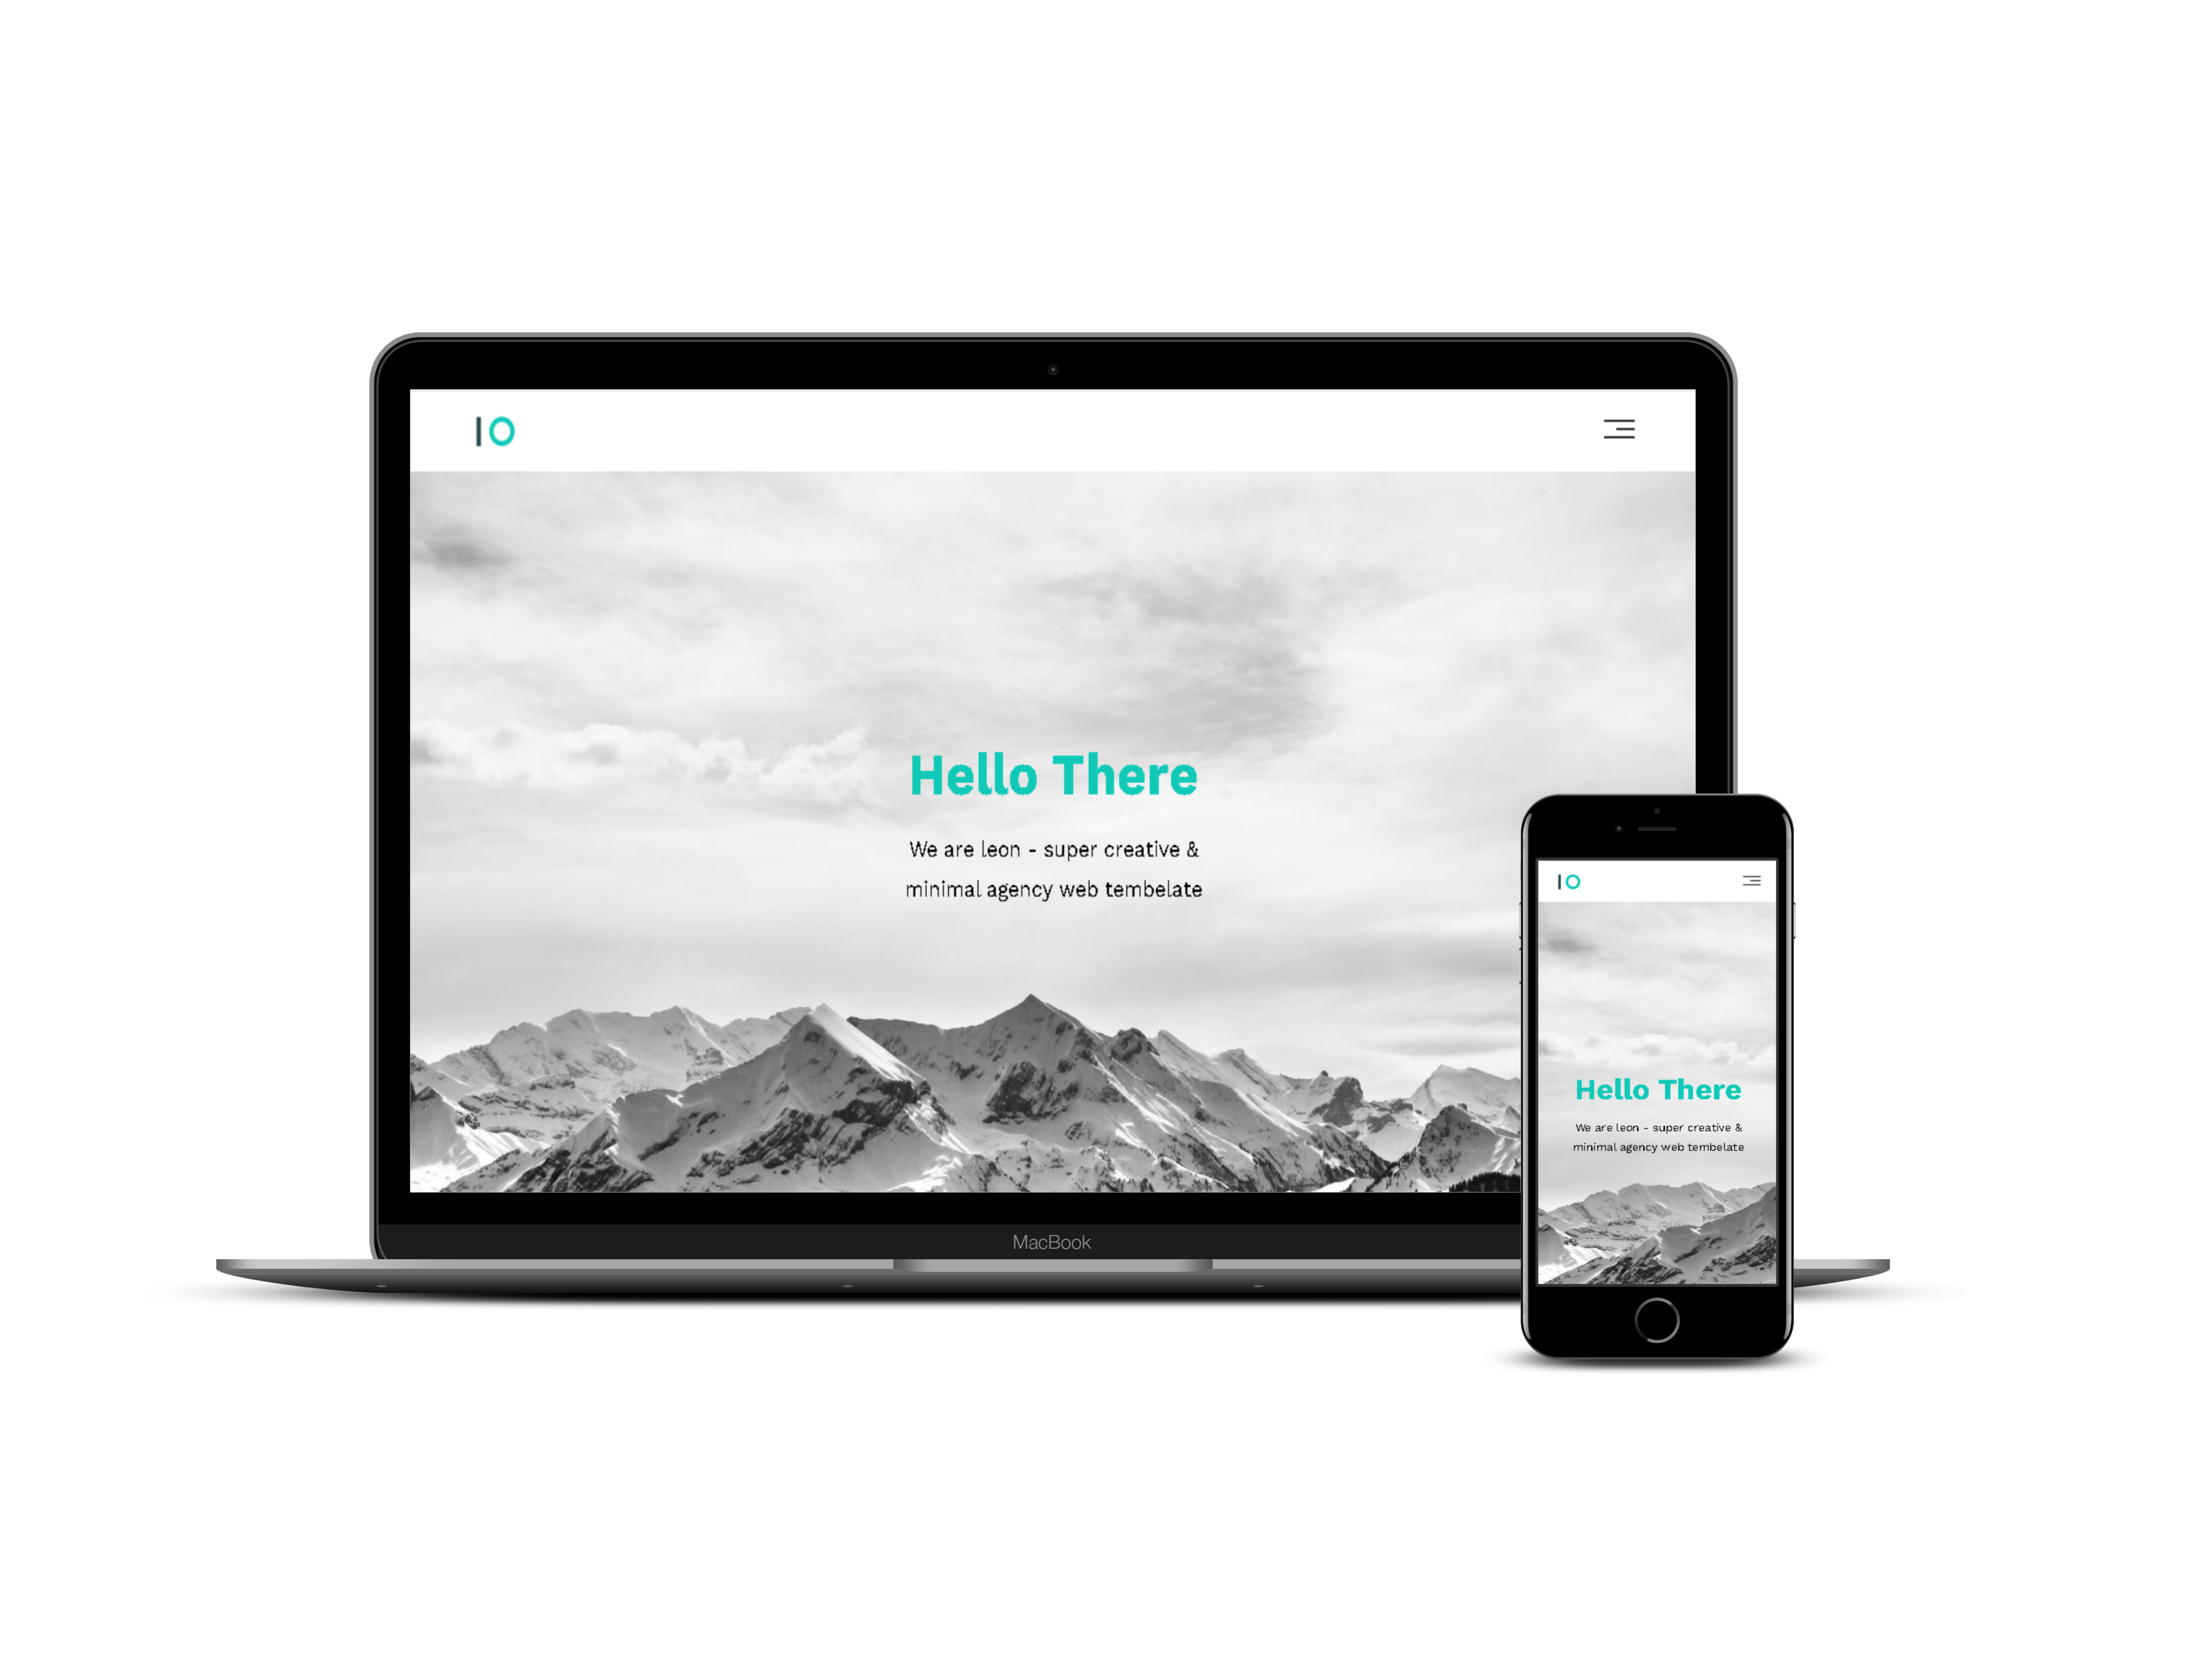 IO
Hello There
We are leon - super creative &
minimal agency web tembelate
MacBook
IO
Hello There
We are leon - super creative &
minimal agency web tembelate